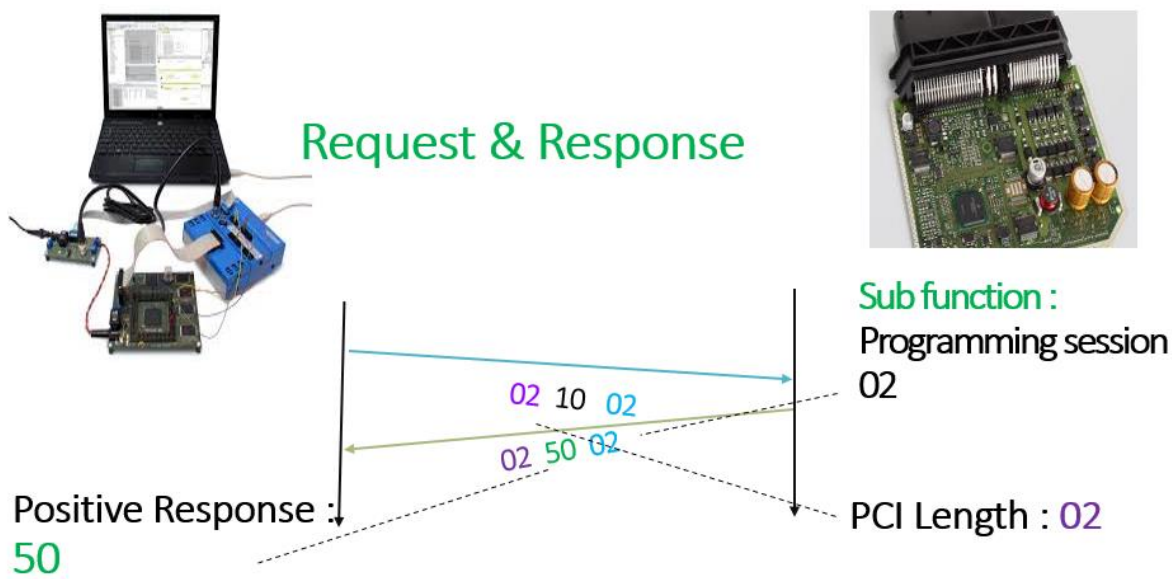 Request & Response
Sub function :
Programming session
02
02 10 02
02 50 02
Positive Response :
50
PCI Length : 02